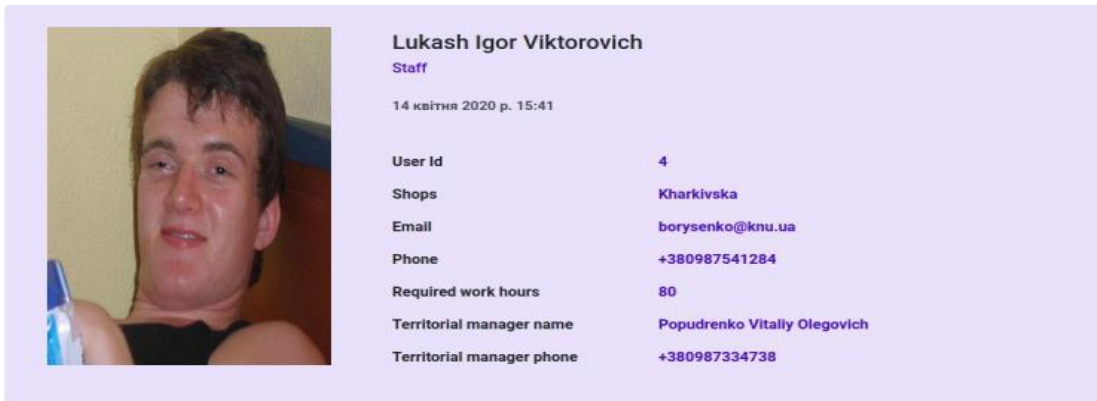 Lukash Igor Viktorovich
Staff
14 квітня 2020 р. 15:41
User Id 4
Shops Kharkivska
Email borysenko@knu.ua
Phone +380987541284
Required work hours 80
Territorial manager name Popudrenko Vitaliy Olegovich
Territorial manager phone +380987334738